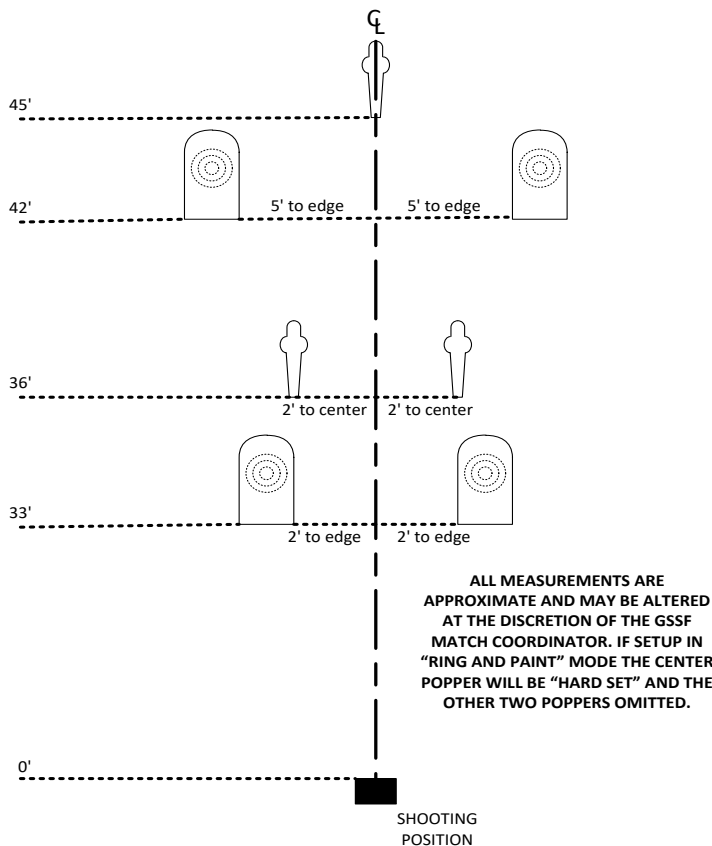 ℄
45'
42'
5' to edge 5' to edge
36'
2' to center 2' to center
33'
2' to edge 2' to edge
ALL MEASUREMENTS ARE
APPROXIMATE AND MAY BE ALTERED
AT THE DISCRETION OF THE GSSF
MATCH COORDINATOR. IF SETUP IN
“RING AND PAINT” MODE THE CENTER
POPPER WILL BE “HARD SET” AND THE
OTHER TWO POPPERS OMITTED.
0'
SHOOTING
POSITION